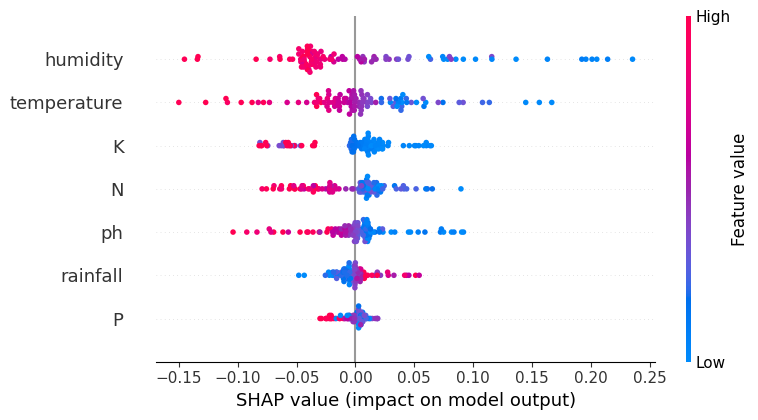 High
humidity
temperature
K
N
ph
rainfall
P
Feature value
Low
−0.15 −0.10 −0.05 0.00 0.05 0.10 0.15 0.20 0.25
SHAP value (impact on model output)